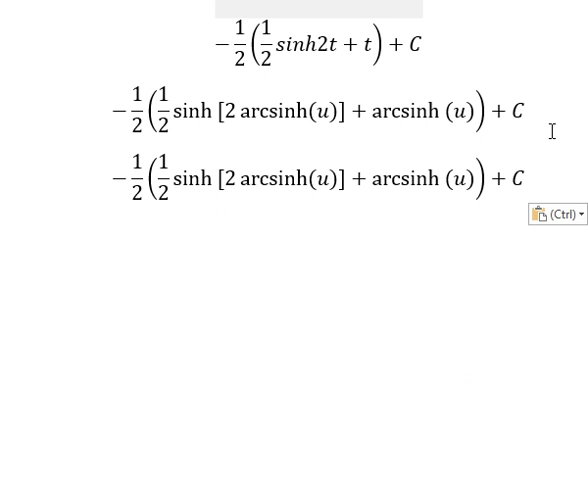 −1/2(1/2 sinh2t + t) + C
−1/2(1/2 sinh [2 arcsinh(u)] + arcsinh (u)) + C
−1/2(1/2 sinh [2 arcsinh(u)] + arcsinh (u)) + C
(Ctrl)